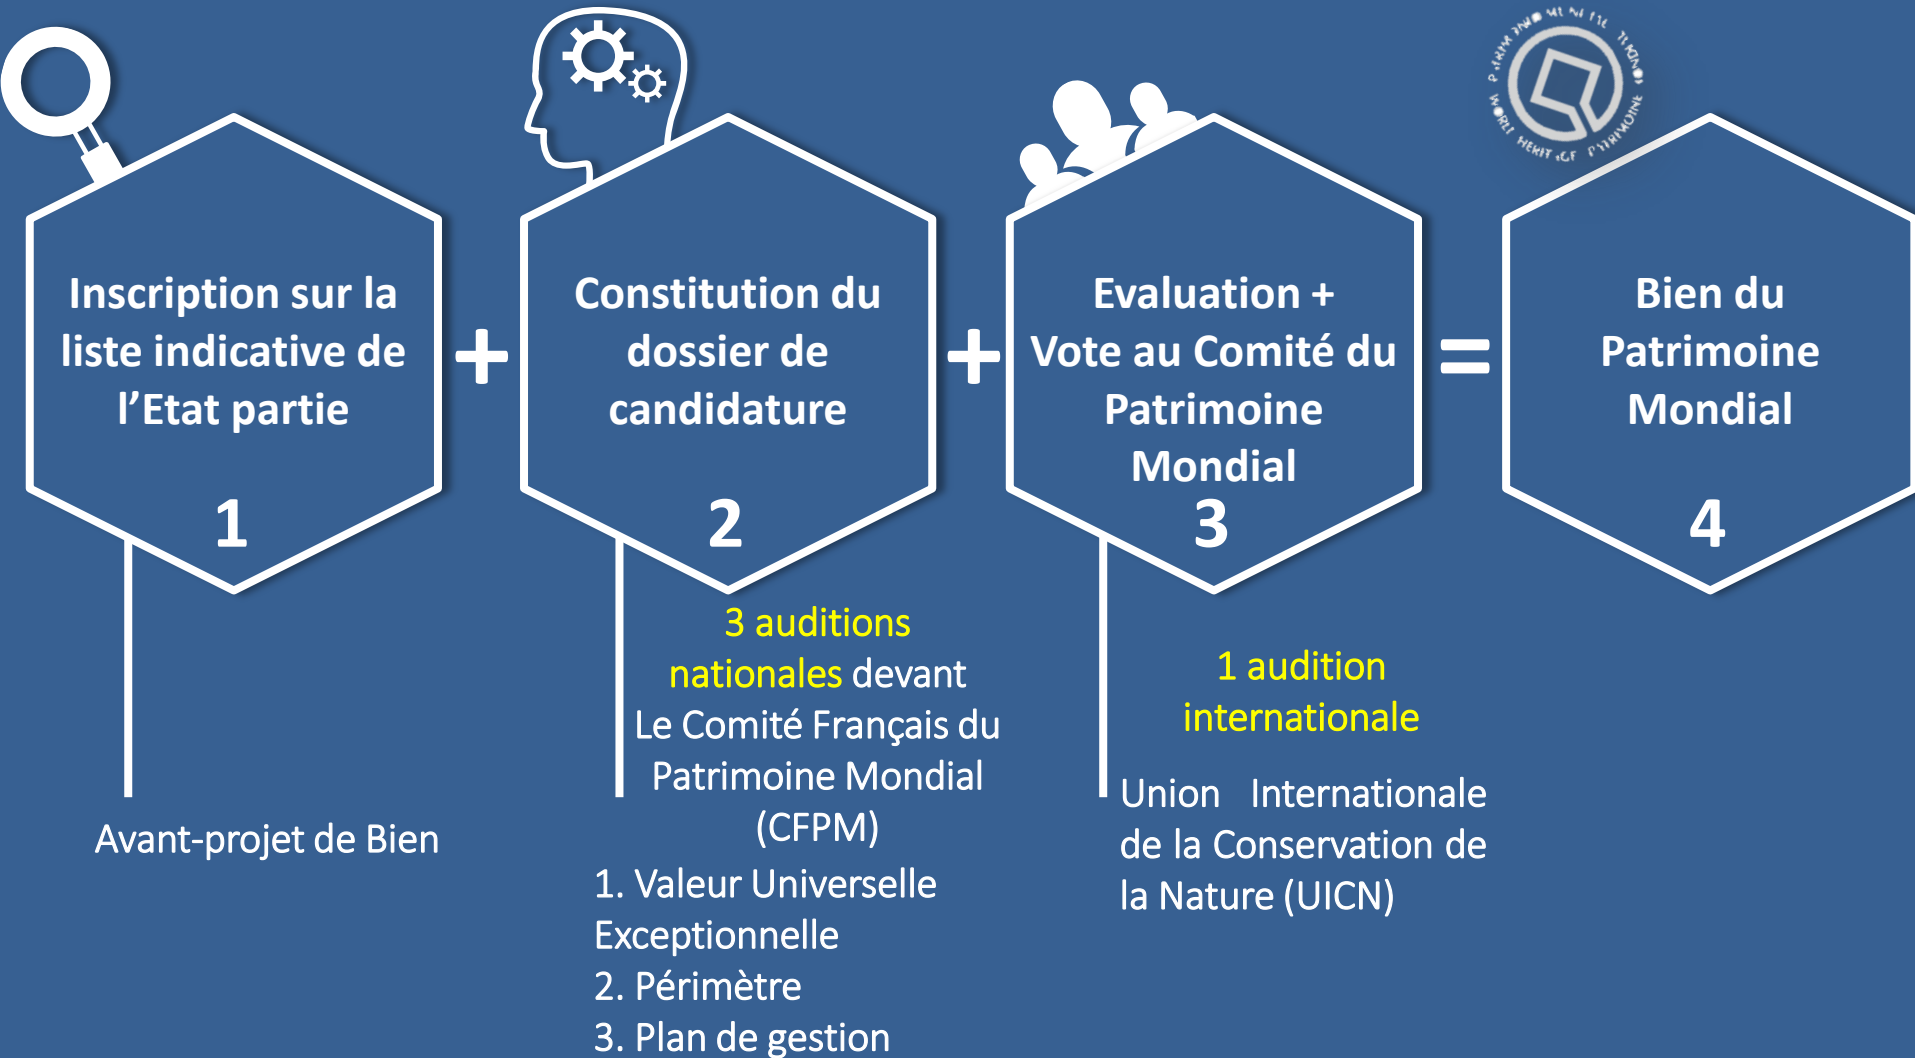 Inscription sur la
liste indicative de
l’Etat partie
1
+
Constitution du
dossier de
candidature
2
+
Evaluation +
Vote au Comité du
Patrimoine
Mondial
3
=
Bien du
Patrimoine
Mondial
4
Avant-projet de Bien
3 auditions
nationales devant
Le Comité Français du
Patrimoine Mondial
(CFPM)
1. Valeur Universelle
Exceptionnelle
2. Périmètre
3. Plan de gestion
1 audition
internationale
Union Internationale
de la Conservation de
la Nature (UICN)